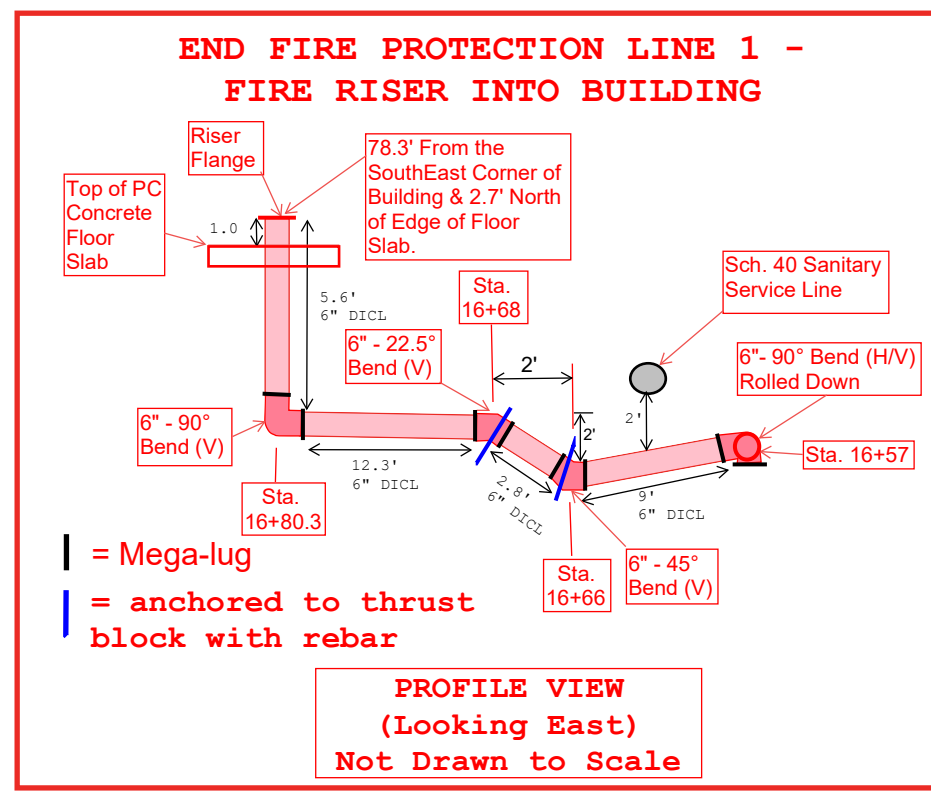 END FIRE PROTECTION LINE 1 -
FIRE RISER INTO BUILDING
Riser
Flange
78.3' From the
SouthEast Corner of
Building & 2.7' North
of Edge of Floor
Slab.
Top of PC
Concrete
Floor
Slab
1.0
5.6'
6" DICL
Sta.
16+68
Sch. 40 Sanitary
Service Line
6" - 22.5°
Bend (V)
2'
6"- 90° Bend (H/V)
Rolled Down
6" - 90°
Bend (V)
2'
2'
Sta. 16+57
12.3'
6" DICL
2.8'
6" DICL
9'
6" DICL
Sta.
16+80.3
Sta.
16+66
6" - 45°
Bend (V)
= Mega-lug
= anchored to thrust
block with rebar
PROFILE VIEW
(Looking East)
Not Drawn to Scale